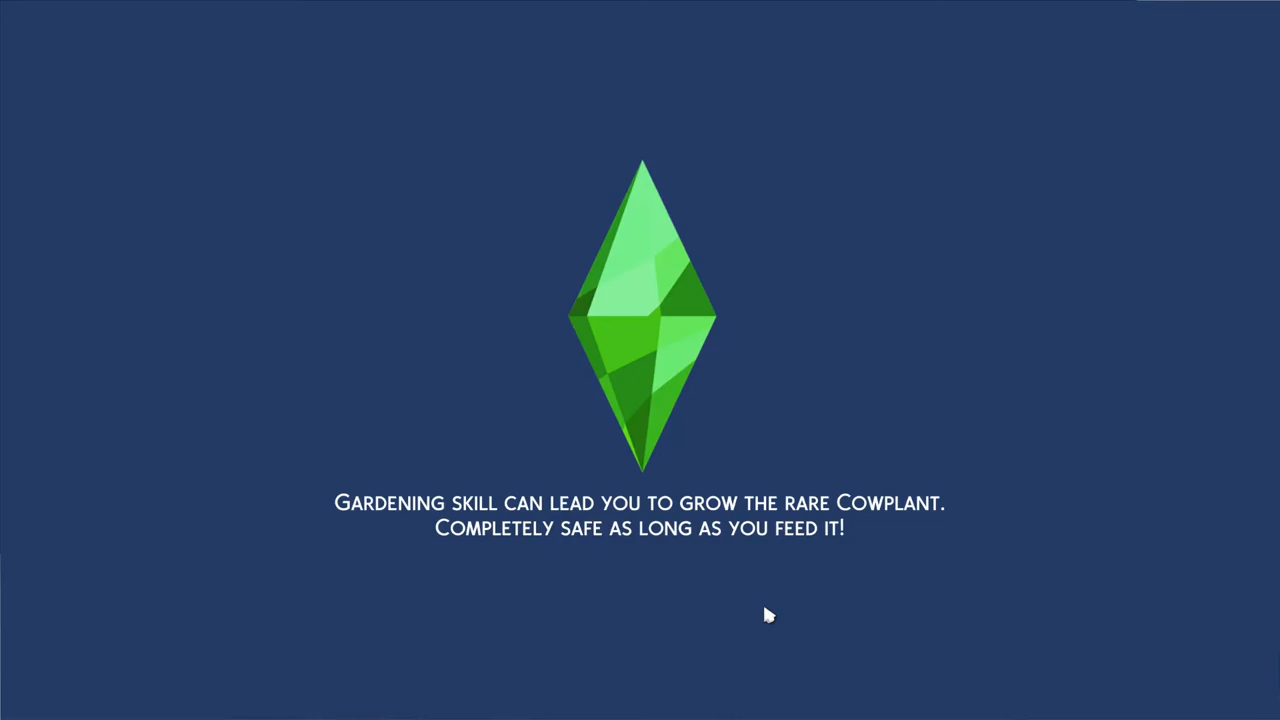 Gardening skill can lead you to grow the rare Cowplant.
Completely safe as long as you feed it!